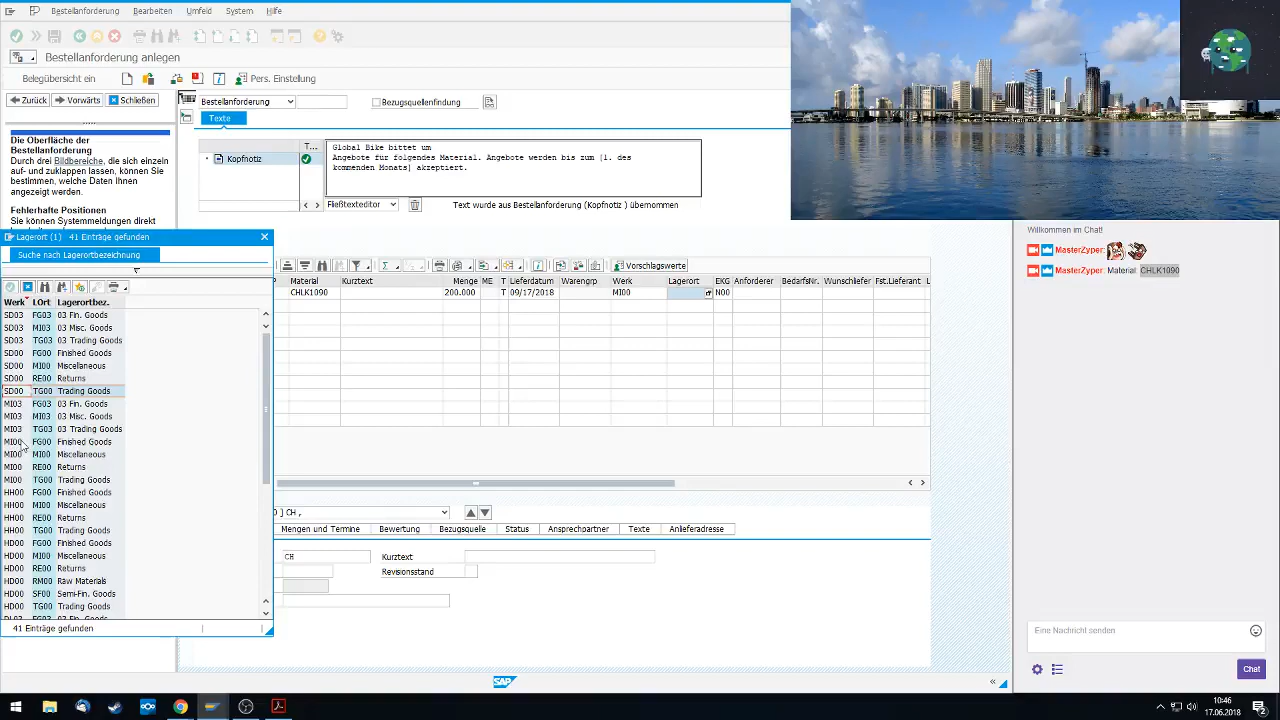 Bestellanforderung Bearbeiten Umfeld System Hilfe
Bestellanforderung anlegen
Belegübersicht ein Pers. Einstellung
Zurück Vorwärts Schließen
Bestellanforderung Bezugsquellenfindung
Texte
Die Oberfläche der
Bestellanforderung
Durch drei Bildbereiche, die sich einzeln
auf- und zuklappen lassen, können Sie
bestimmen, welche Daten Ihnen
angezeigt werden.
Fehlerhafte Positionen
Sie können Systemmeldungen direkt
T...
Kopfnotiz
Global Bike bittet um
Angebote für folgendes Material. Angebote werden bis zum [1. des
kommenden Monats] akzeptiert.
Fließtexteditor Text wurde aus Bestellanforderung (Kopfnotiz ) übernommen
Lagerort (1) 41 Einträge gefunden
Suche nach Lagerortbezeichnung
Werk LOrt Lagerortbez.
SD03 FG03 03 Fin. Goods
SD03 MI03 03 Misc. Goods
SD03 TG03 03 Trading Goods
SD00 FG00 Finished Goods
SD00 MI00 Miscellaneous
SD00 RE00 Returns
SD00 TG00 Trading Goods
MI03 FG03 03 Fin. Goods
MI03 MI03 03 Misc. Goods
MI03 TG03 03 Trading Goods
MI00 FG00 Finished Goods
MI00 MI00 Miscellaneous
MI00 RE00 Returns
MI00 TG00 Trading Goods
HH00 FG00 Finished Goods
HH00 MI00 Miscellaneous
HH00 RE00 Returns
HH00 TG00 Trading Goods
HD00 FG00 Finished Goods
HD00 MI00 Miscellaneous
HD00 RE00 Returns
HD00 RM00 Raw Materials
HD00 SF00 Semi-Fin. Goods
HD00 TG00 Trading Goods
DL03 FG03 03 Fin. Goods
41 Einträge gefunden
Vorschlagswerte
Material Kurztext Menge ME T Lieferdatum Warengrp Werk Lagerort EKG Anforderer BedarfsNr. Wunschliefer Fst.Lieferant L
CHLK1090 200.000 T 09/17/2018 MI00 N00
] CH ,
Mengen und Termine Bewertung Bezugsquelle Status Ansprechpartner Texte Anlieferadresse
CH Kurztext
Revisionsstand
SAP
Willkommen im Chat!
MasterZyper:
MasterZyper: Material: CHLK1090
Eine Nachricht senden
Chat
10:46
17.06.2018
2